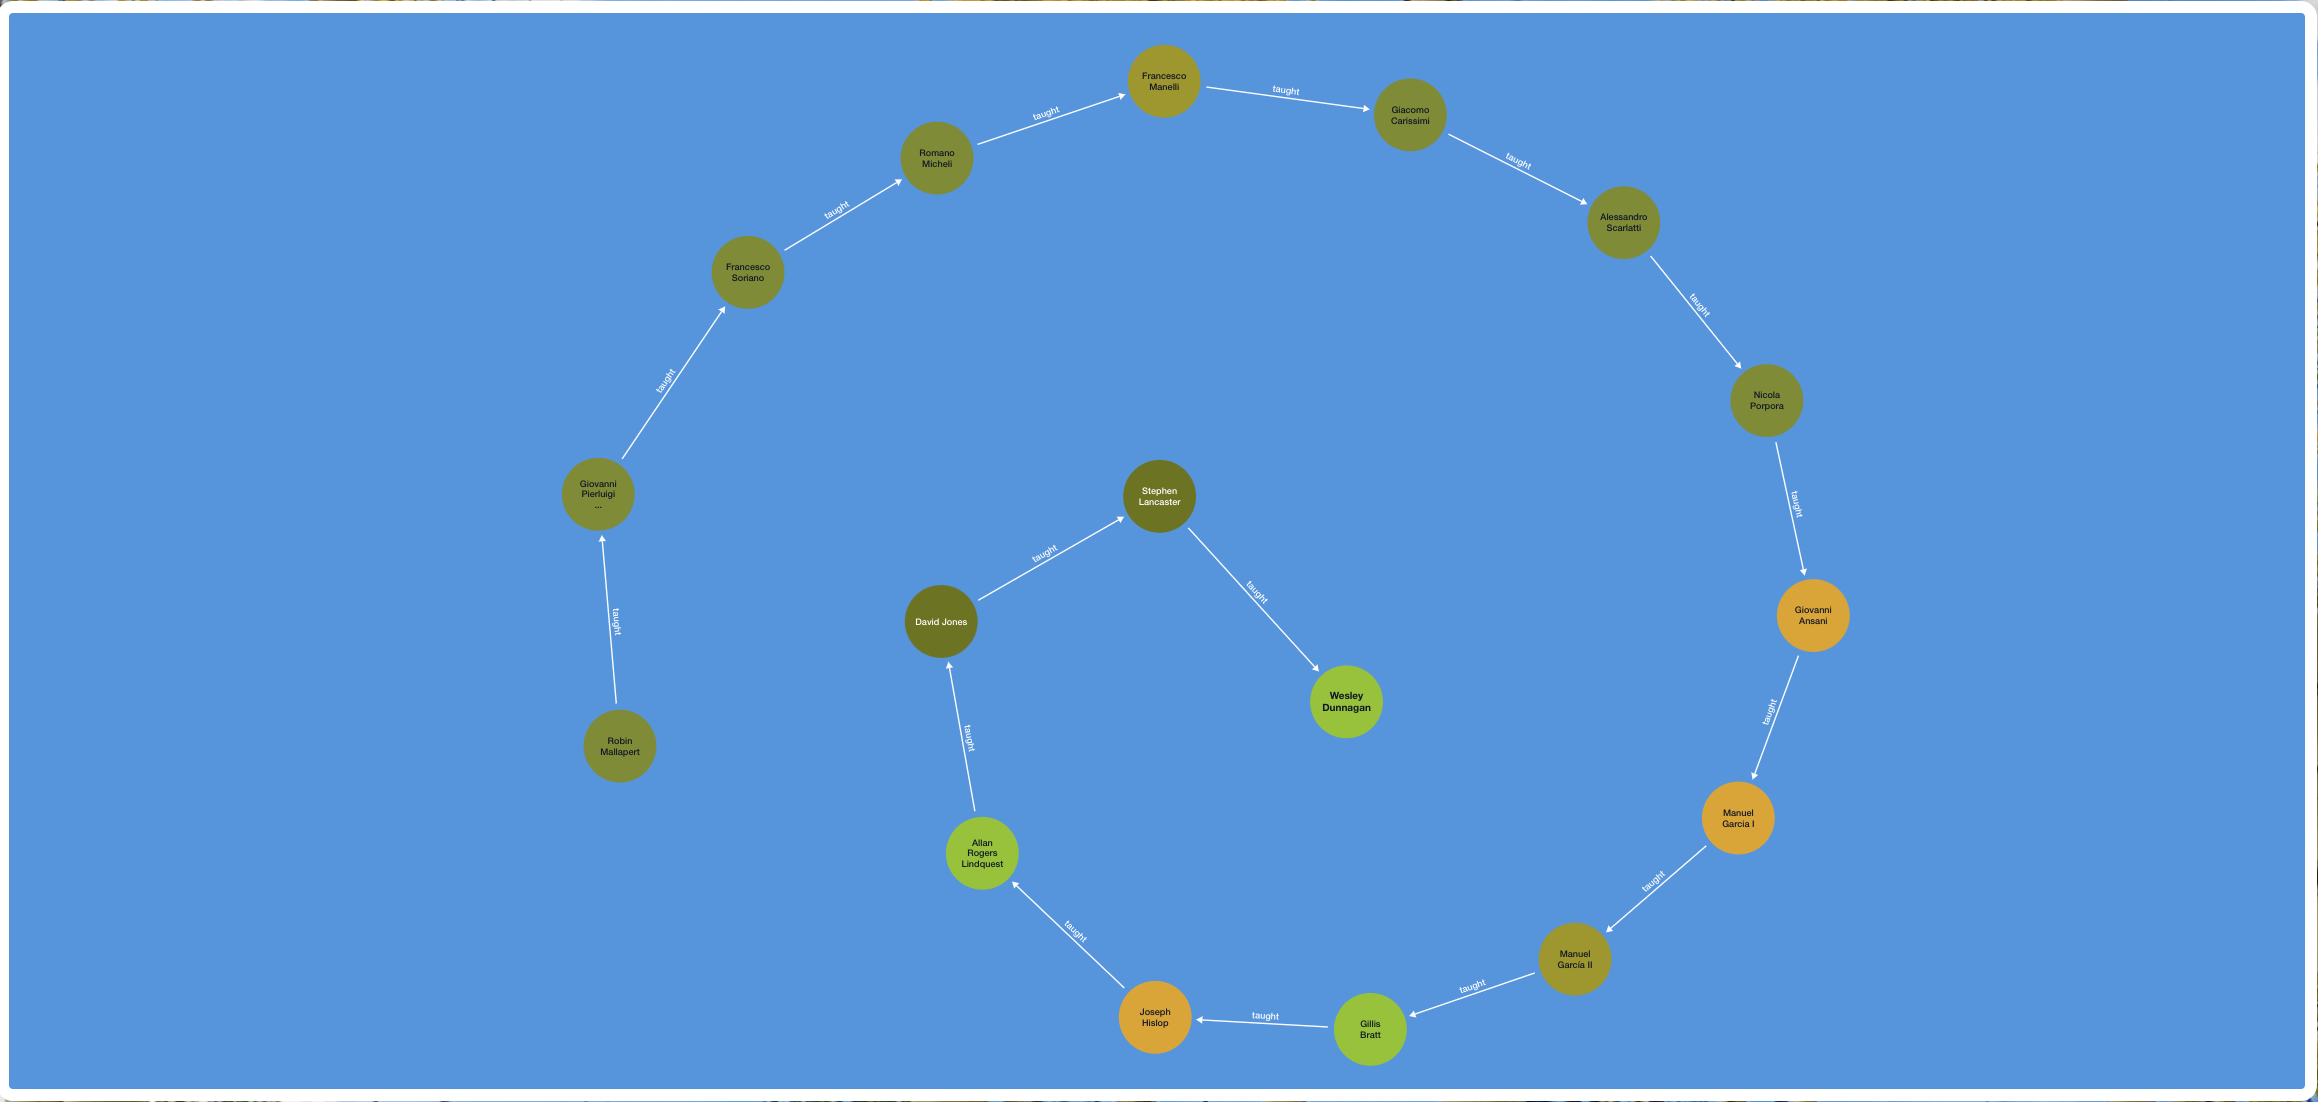 Robin
Mallapert
taught
Giovanni
Pierluigi
...
taught
Francesco
Soriano
taught
Romano
Micheli
taught
Francesco
Manelli
taught
Giacomo
Carissimi
taught
Alessandro
Scarlatti
taught
Nicola
Porpora
taught
Giovanni
Ansani
taught
Manuel
Garcia I
taught
Manuel
García II
taught
Gillis
Bratt
taught
Joseph
Hislop
taught
Allan
Rogers
Lindquest
taught
David Jones
taught
Stephen
Lancaster
taught
Wesley
Dunnagan